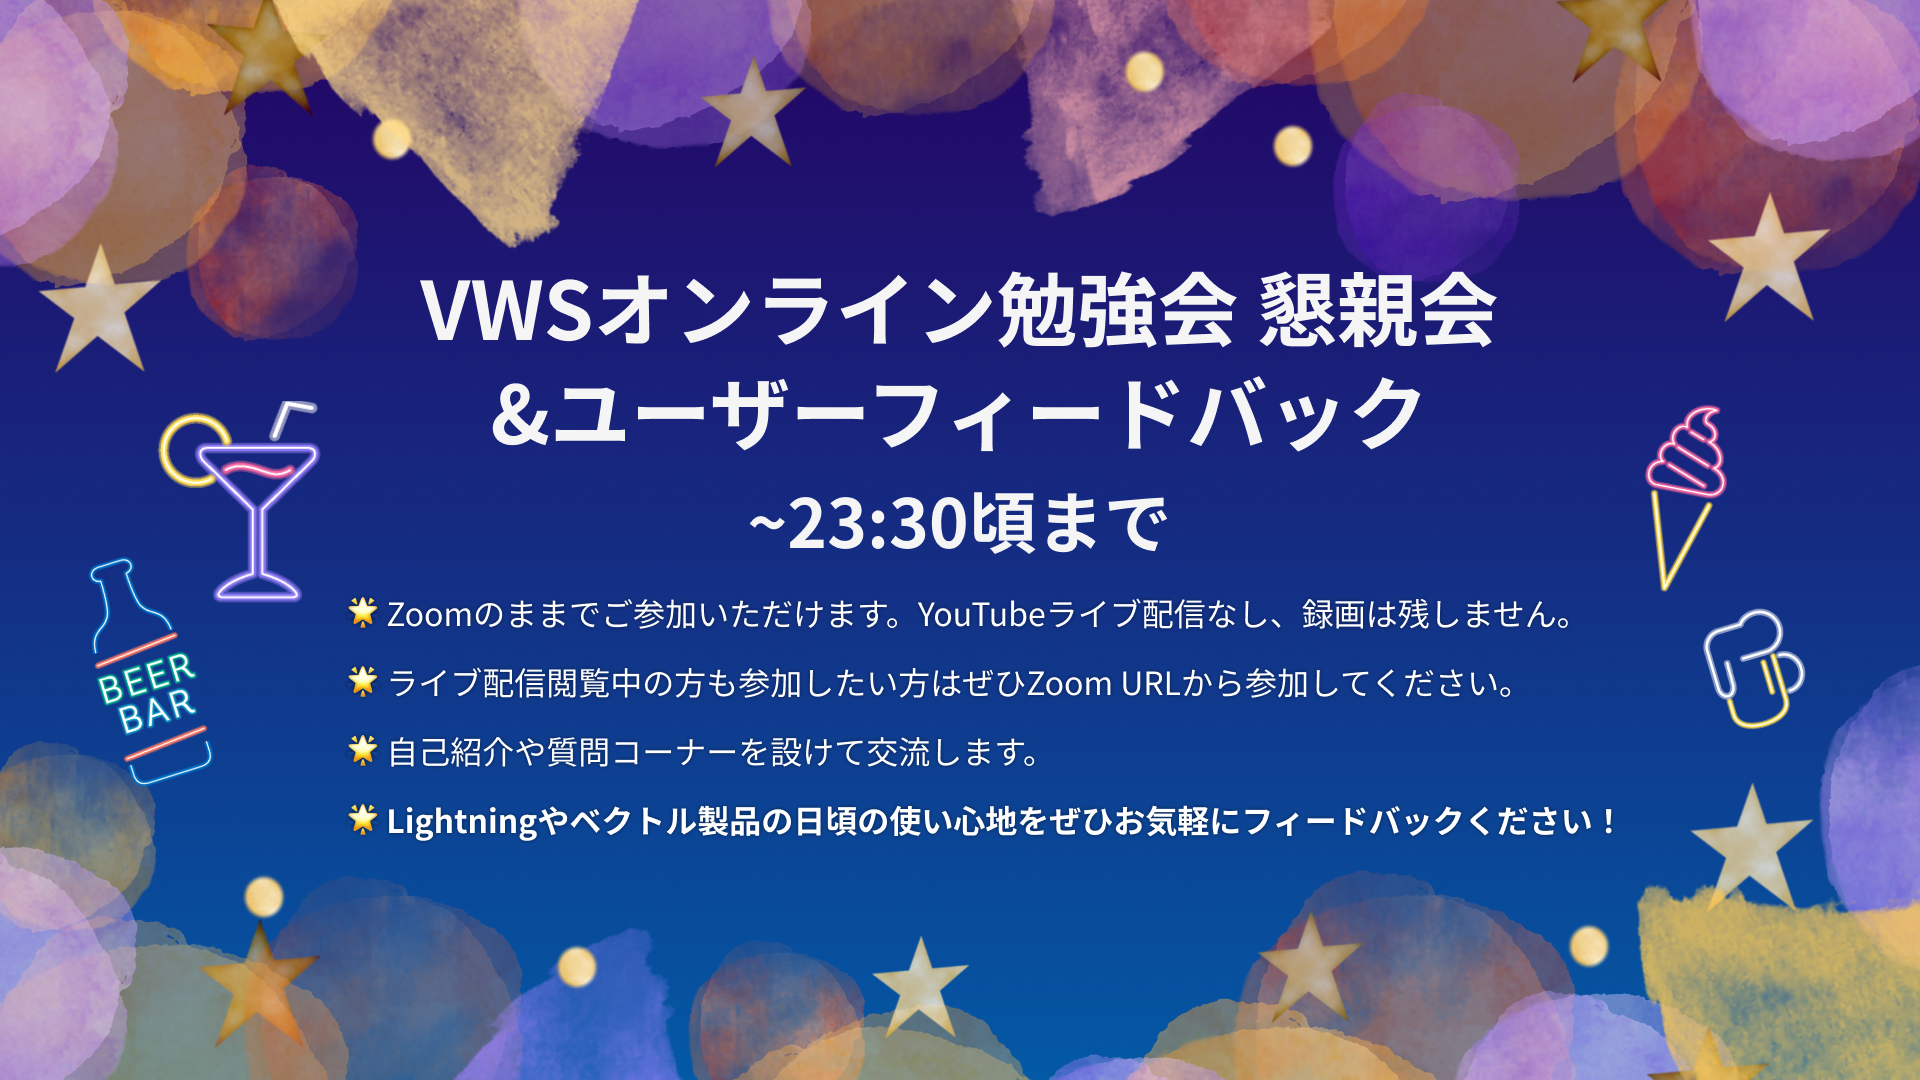 VWSオンライン勉強会 懇親会
&ユーザーフィードバック
~23:30頃まで
🌟 Zoomのままでご参加いただけます。YouTubeライブ配信なし、録画は残しません。
🌟 ライブ配信閲覧中の方も参加したい方はぜひZoom URLから参加してください。
🌟 自己紹介や質問コーナーを設けて交流します。
🌟 Lightningやベクトル製品の日頃の使い心地をぜひお気軽にフィードバックください！
BEER
BAR